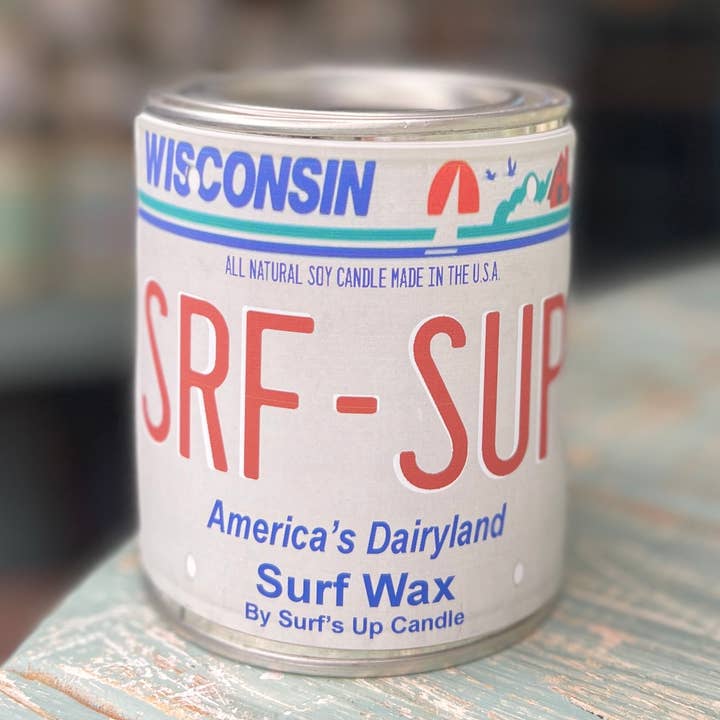 WISCONSIN
ALL NATURAL SOY CANDLE MADE IN THE U.S.A.
SRF-SUP
America's Dairyland
Surf Wax
By Surf's Up Candle